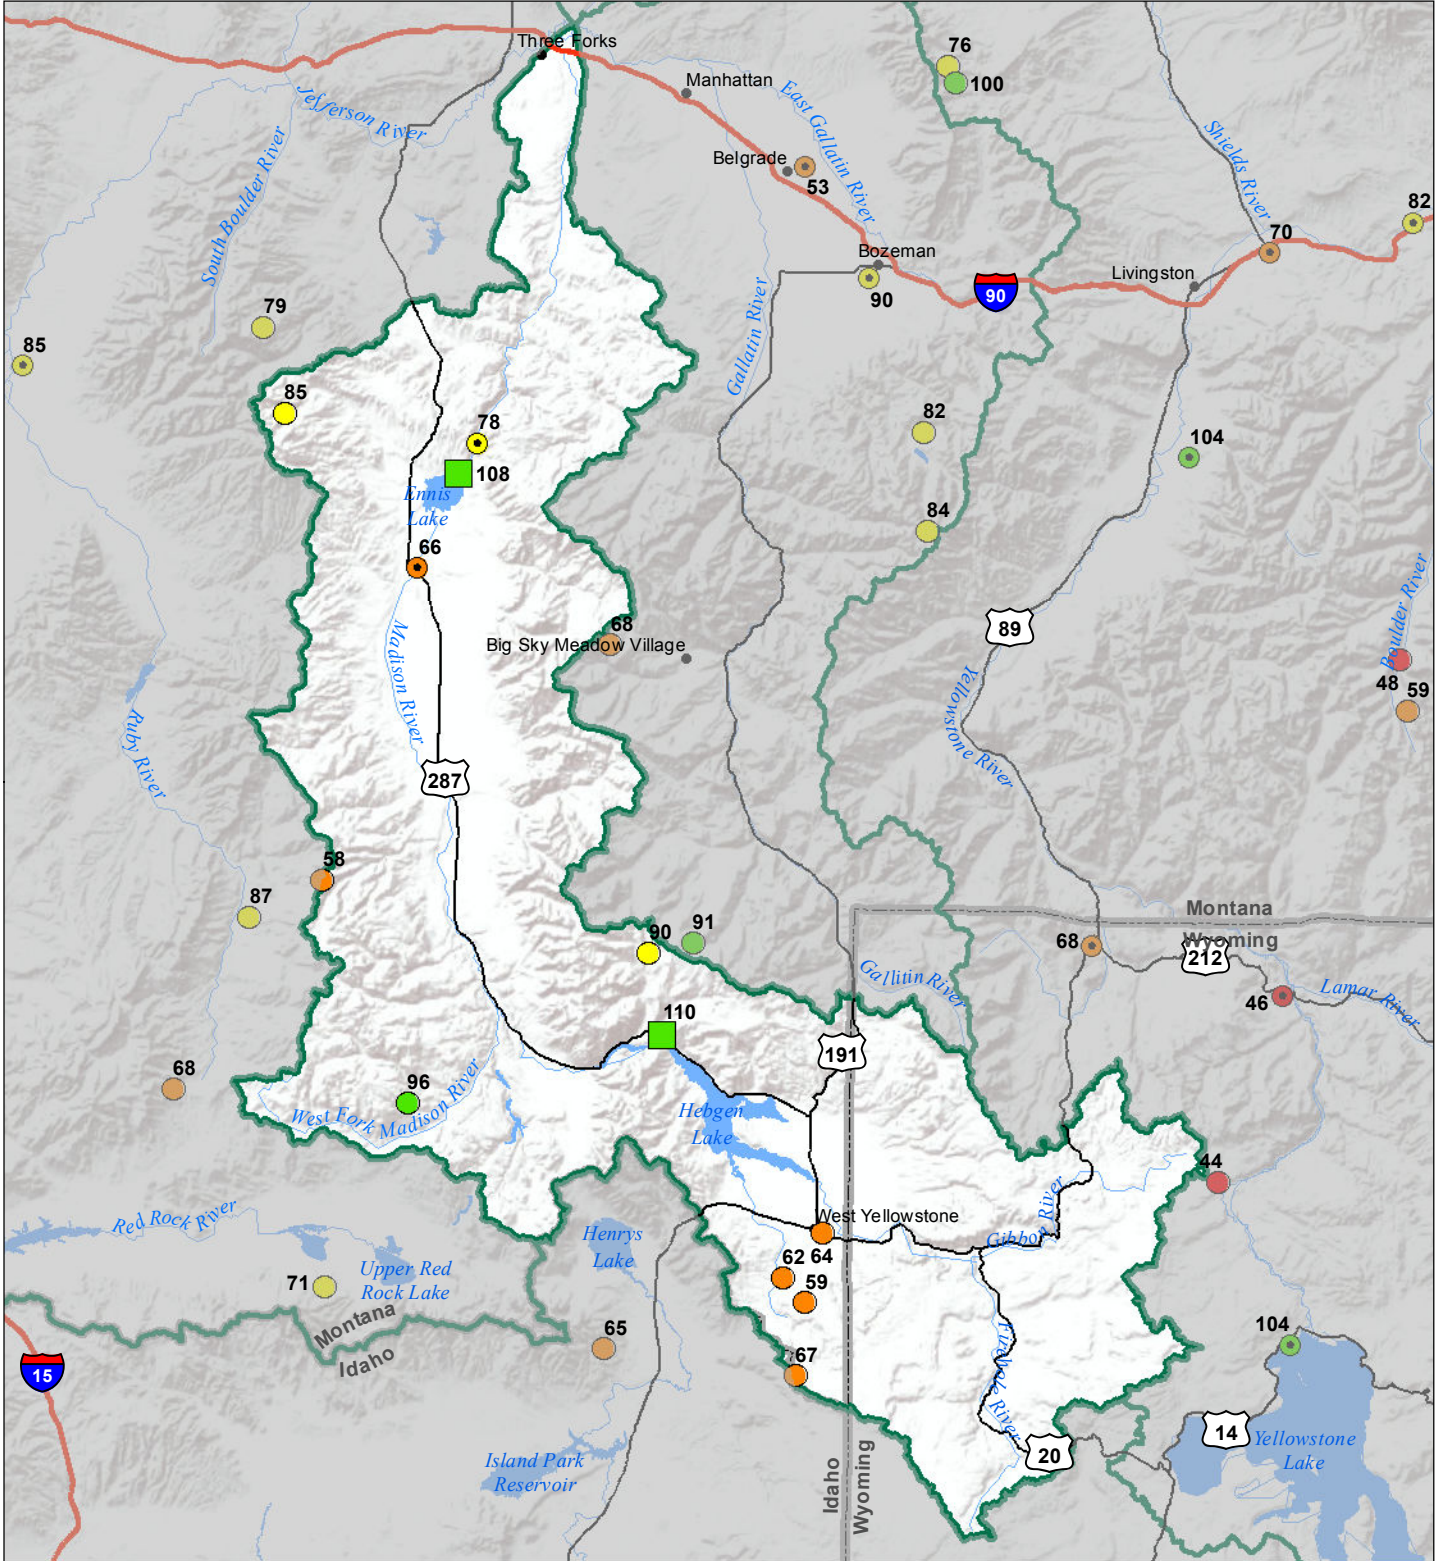 Three Forks
76
Manhattan
100
Jefferson River
East Gallatin River
South Boulder River
Shields River
Belgrade
53
82
70
Bozeman
Livingston
90
90
Gallatin River
79
85
85
82
78
104
108
Ennis
Lake
84
66
Boulder River
89
68
Big Sky Meadow Village
Madison River
48
59
Yellowstone River
Ruby River
287
58
87
Montana
Wyoming
90
91
68
212
Gallitin River
46
Lamar River
110
191
68
96
West Fork Madison River
Hebgen
Lake
44
Red Rock River
West Yellowstone
Gibbon River
Henrys
Lake
64
62
59
Upper Red
Rock Lake
71
Montana
Idaho
65
104
Firehole River
67
15
14
Yellowstone
Lake
20
Island Park
Reservoir
Idaho
Wyoming